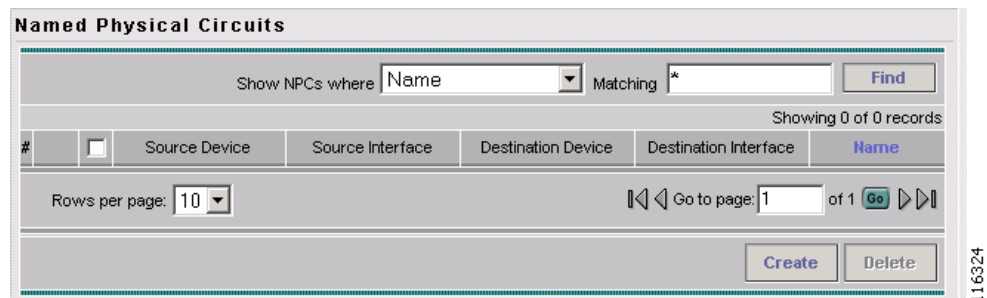 Named Physical Circuits
Show NPCs where Name Matching * Find
Showing 0 of 0 records
# Source Device Source Interface Destination Device Destination Interface Name
Rows per page: 10 Go to page: 1 of 1 Go
Create Delete
116324